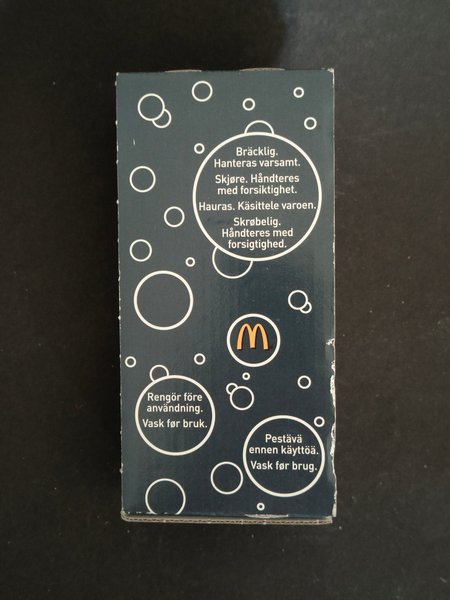 Bräcklig.
Hanteras varsamt.
Skjøre. Håndteres
med forsiktighet.
Hauras. Käsittele varoen.
Skrøbelig.
Håndteres med
forsigtighed.
Rengör före
användning.
Vask før bruk.
Pestävä
ennen käyttöä.
Vask før brug.